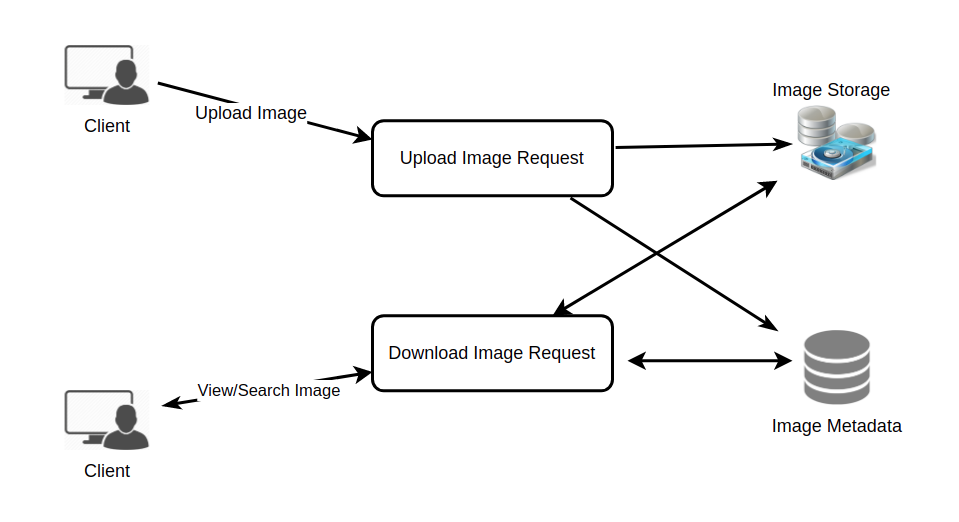 Image Storage
Upload Image
Client
Upload Image Request
Download Image Request
View/Search Image
Image Metadata
Client